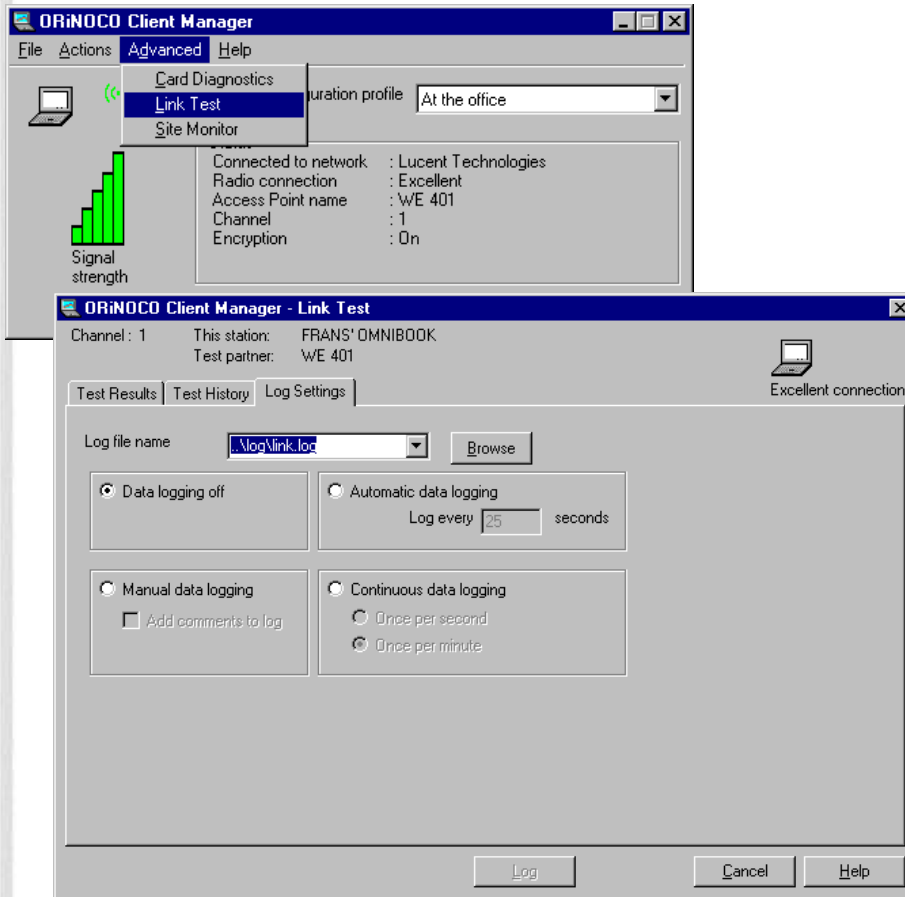 ORiNOCO Client Manager
File Actions Advanced Help
Card Diagnostics
Link Test
Site Monitor
uration profile At the office
Connected to network : Lucent Technologies
Radio connection : Excellent
Access Point name : WE 401
Channel : 1
Encryption : On
Signal
strength
ORiNOCO Client Manager - Link Test
Channel : 1 This station: FRANS' OMNIBOOK
Test partner: WE 401
Excellent connection
Test Results Test History Log Settings
Log file name ..\log\link.log Browse
Data logging off
Automatic data logging
Log every 25 seconds
Manual data logging
Add comments to log
Continuous data logging
Once per second
Once per minute
Log Cancel Help